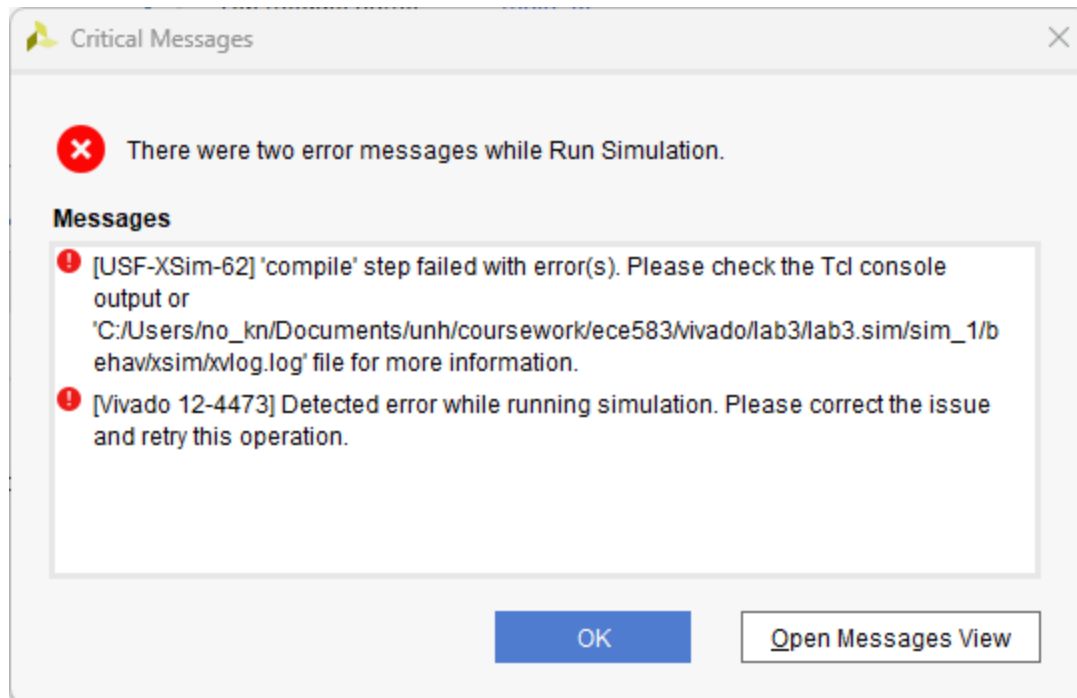 Critical Messages
There were two error messages while Run Simulation.
Messages
[USF-XSim-62] 'compile' step failed with error(s). Please check the Tcl console
output or
'C:/Users/no_kn/Documents/unh/coursework/ece583/vivado/lab3/lab3.sim/sim_1/b
ehav/xsim/xvlog.log' file for more information.
[Vivado 12-4473] Detected error while running simulation. Please correct the issue
and retry this operation.
OK
Open Messages View